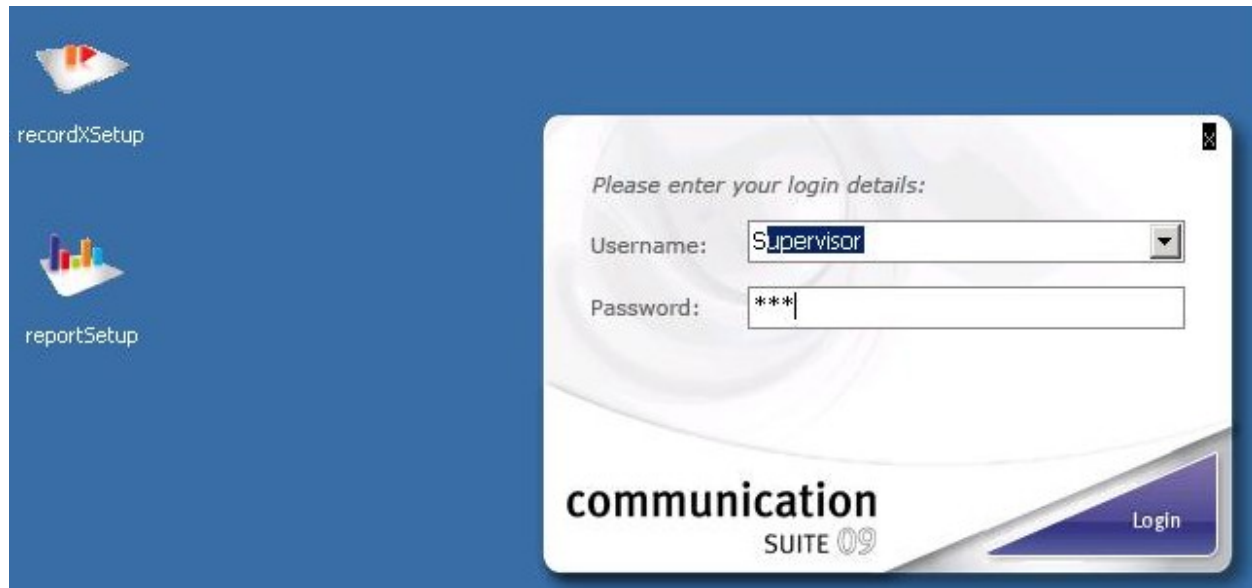 recordXSetup
reportSetup
x
Please enter your login details:
Username: Supervisor
Password: ***
communication
SUITE 09
Login